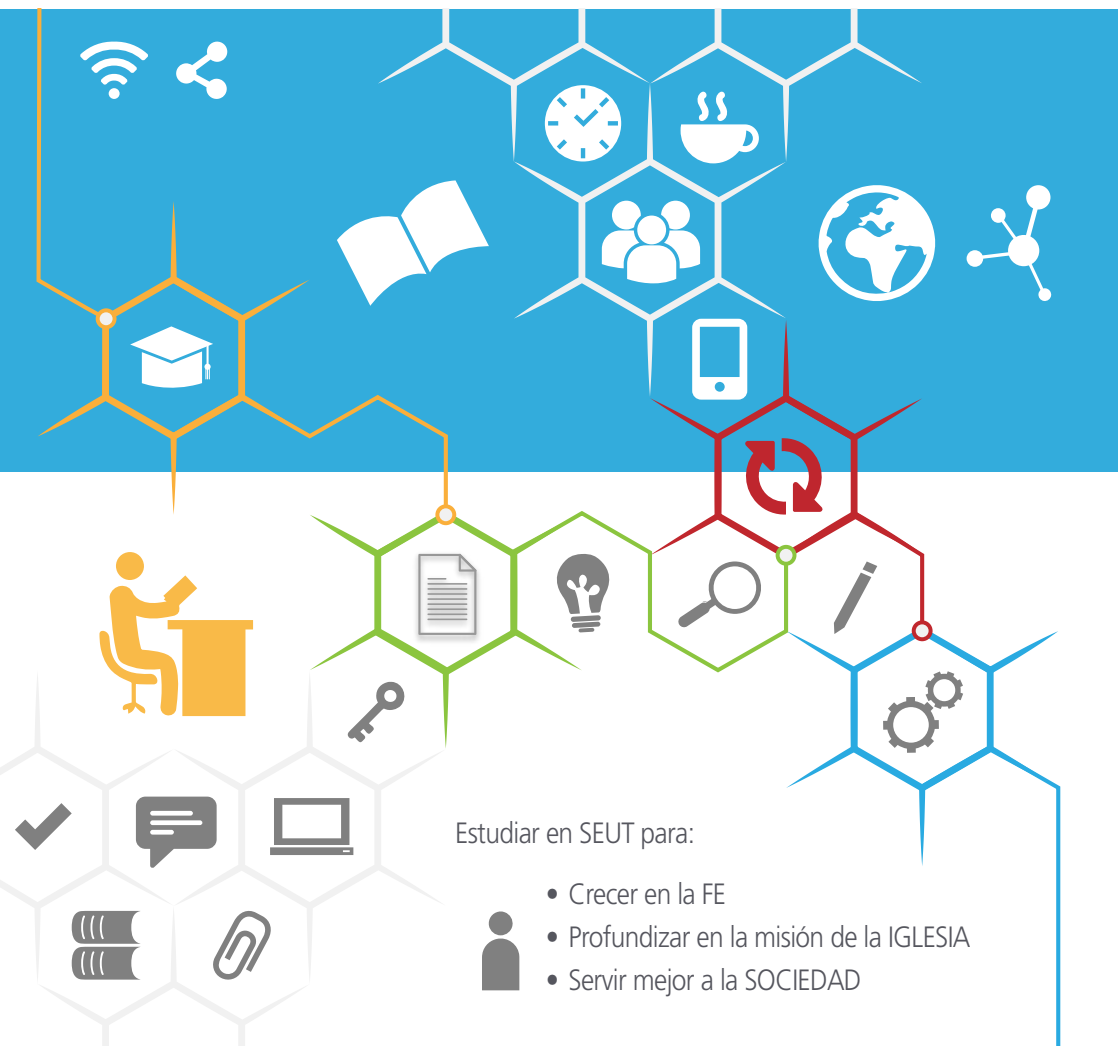 Estudiar en SEUT para:
• Crecer en la FE
• Profundizar en la misión de la IGLESIA
• Servir mejor a la SOCIEDAD